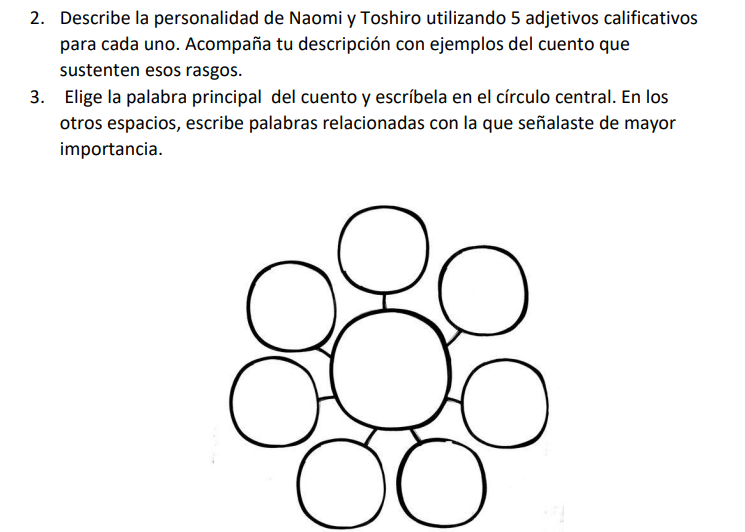 2. Describe la personalidad de Naomi y Toshiro utilizando 5 adjetivos calificativos
para cada uno. Acompaña tu descripción con ejemplos del cuento que
sustenten esos rasgos.
3. Elige la palabra principal del cuento y escríbela en el círculo central. En los
otros espacios, escribe palabras relacionadas con la que señalaste de mayor
importancia.